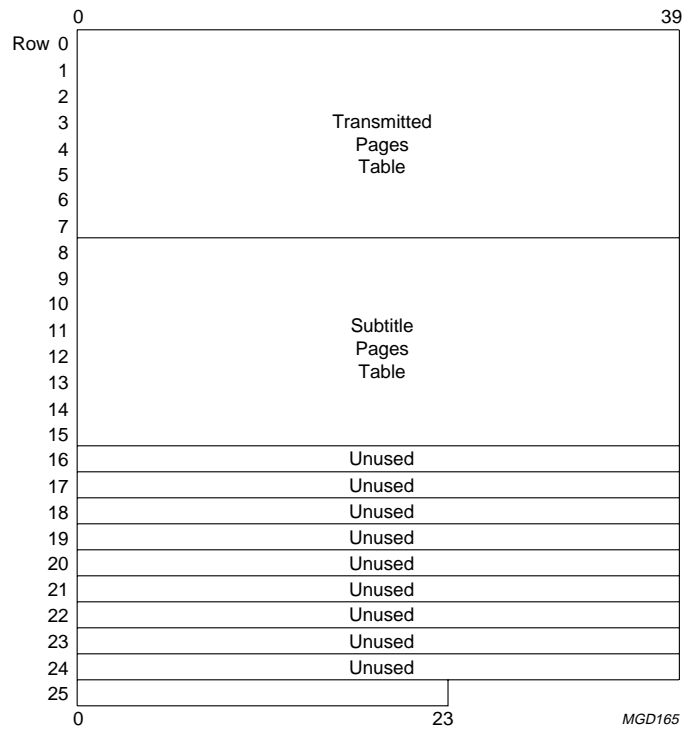 0 39
Row 0
1
2
3 Transmitted
4 Pages
5 Table
6
7
8
9
10
11 Subtitle
12 Pages
13 Table
14
15
16 Unused
17 Unused
18 Unused
19 Unused
20 Unused
21 Unused
22 Unused
23 Unused
24 Unused
25
0 23 MGD165